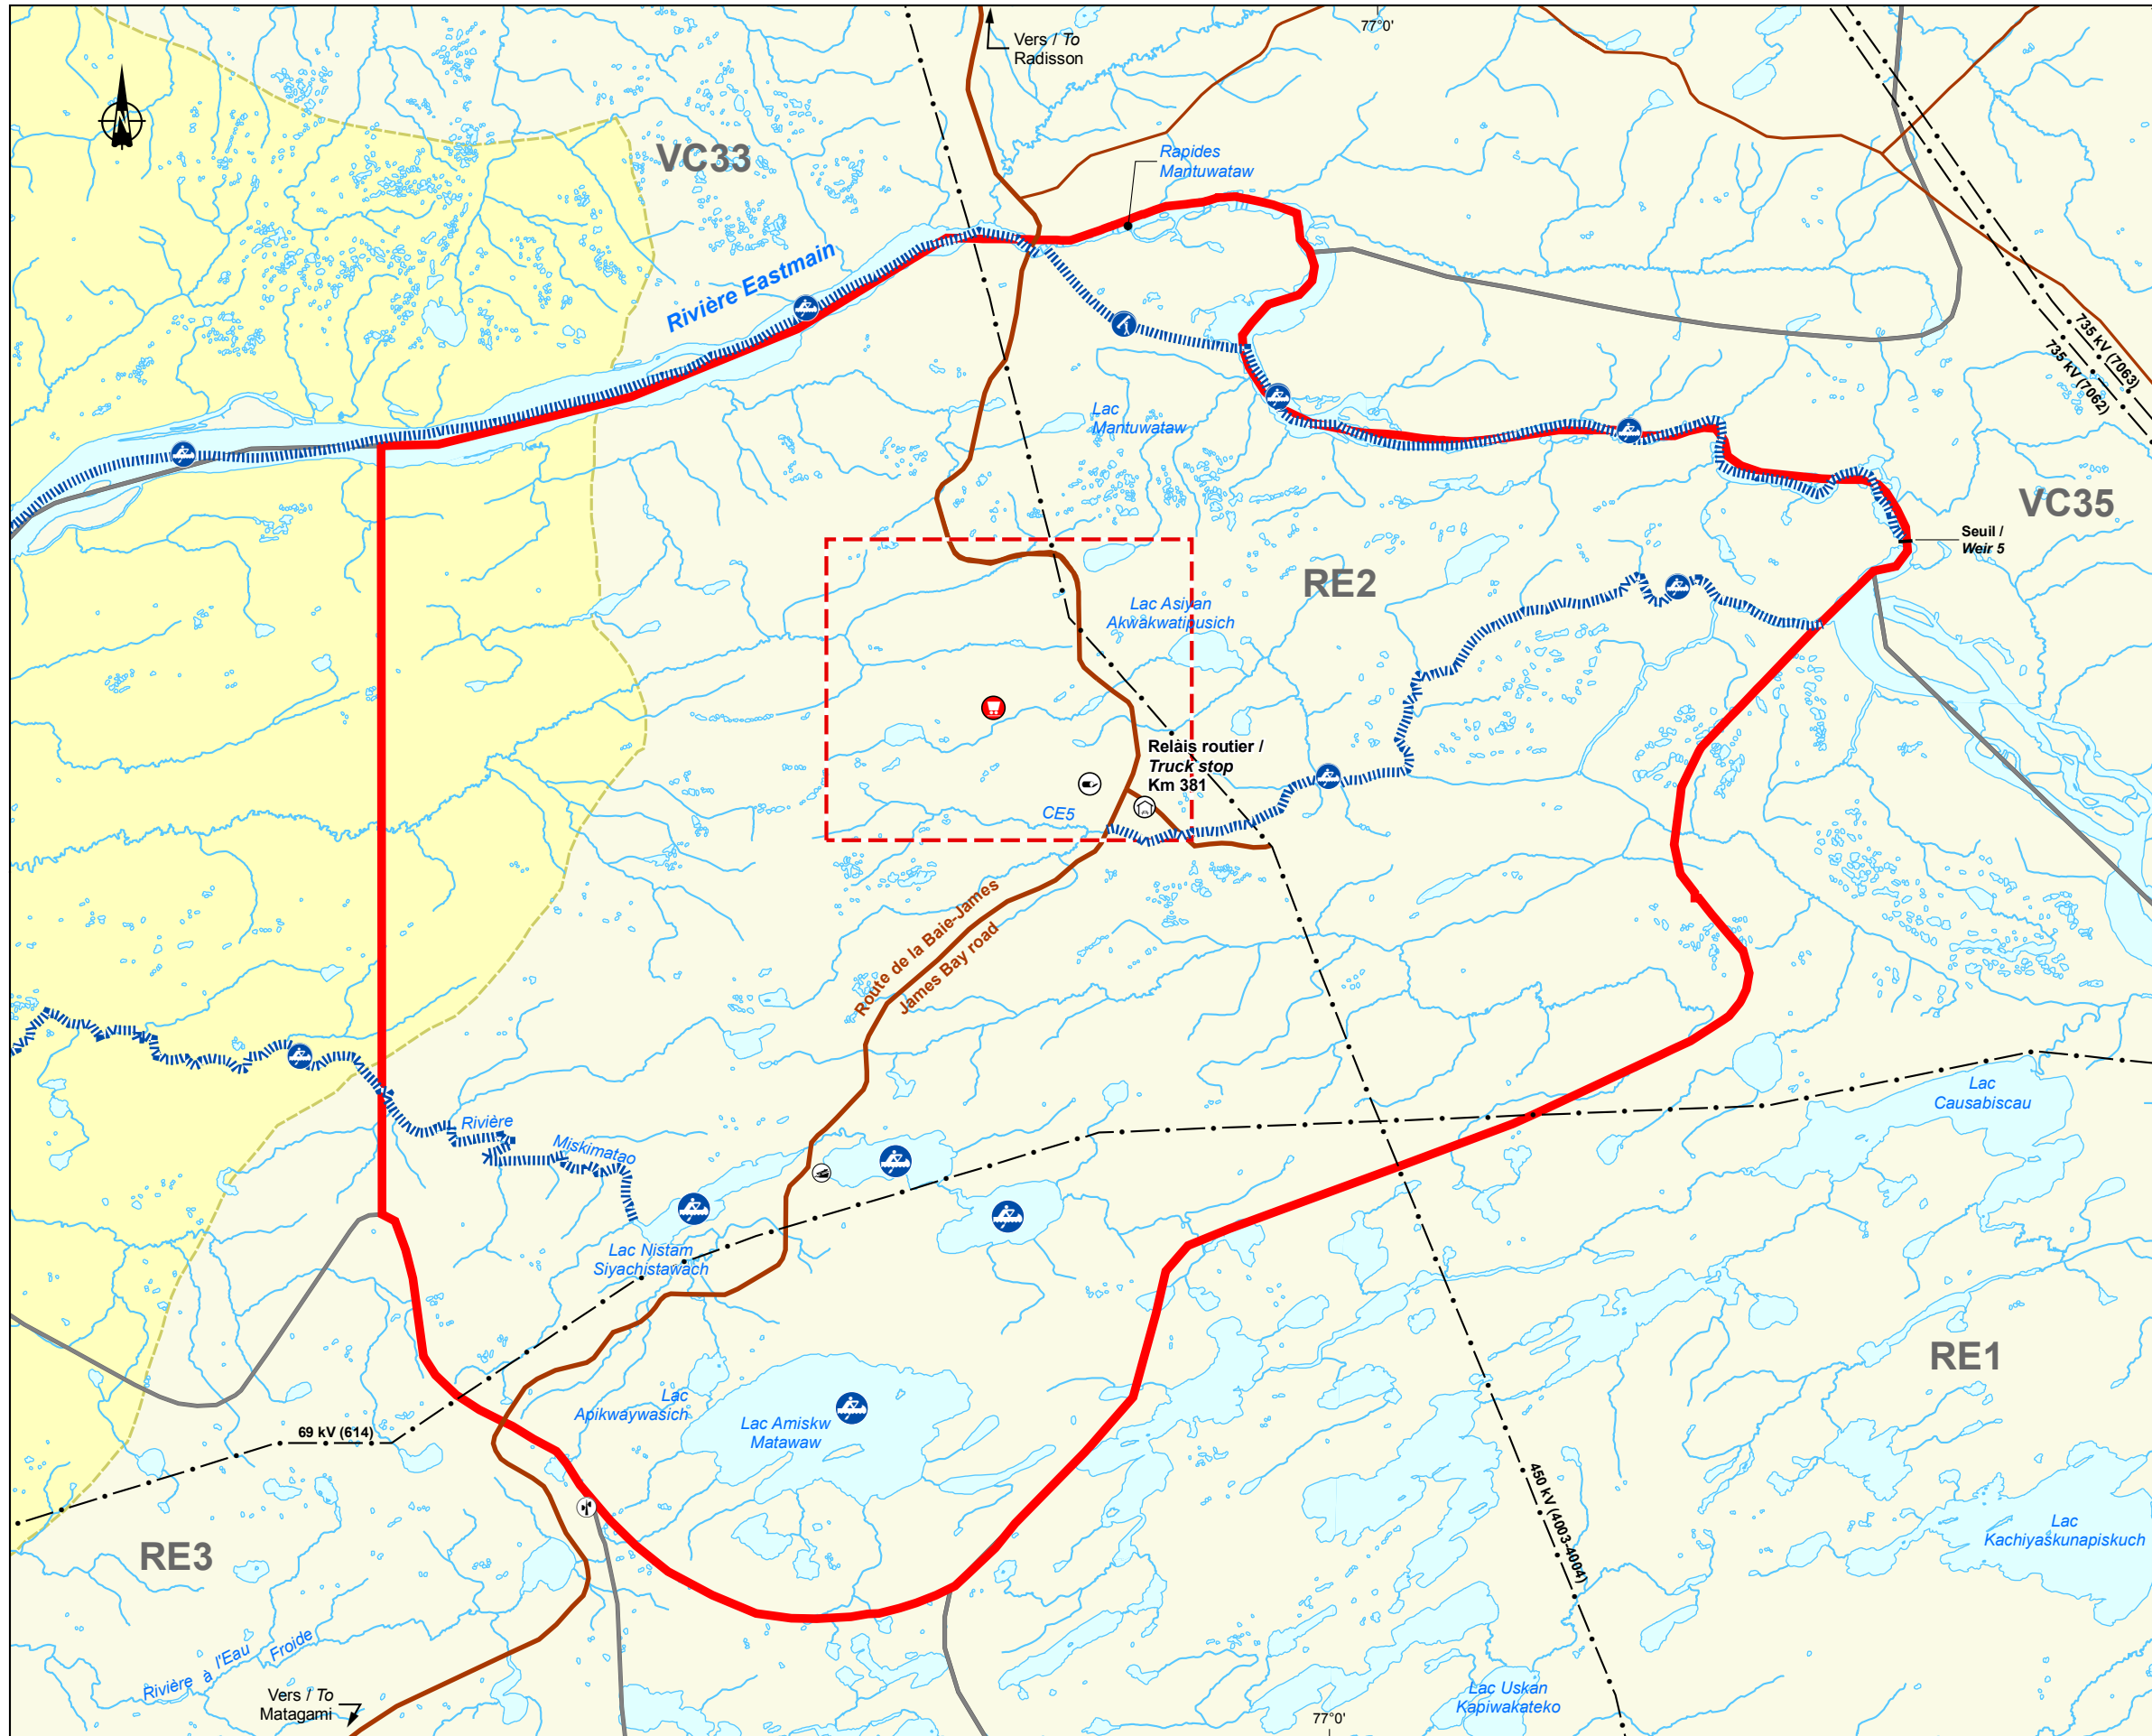 77°0'
Vers / To
Radisson
N
VC33
Rapides
Mantuwataw
Rivière Eastmain
735 kV (7063)
735 kV (7062)
Lac
Mantuwataw
VC35
Seuil /
Weir 5
RE2
Lac Asiyan
Akwakwatipusich
Relais routier /
Truck stop
Km 381
CE5
Route de la Baie-James
James Bay road
Lac
Causabiscau
Rivière
Miskimatao
Lac Nistam
Siyachistawach
RE1
Lac
Apikwaywasich
Lac Amiskw
Matawaw
69 kV (614)
450 kV (4003-4004)
Lac
Kachiyaskunapiskuch
RE3
Rivière à l'Eau Froide
Vers / To
Matagami
Lac Uskan
Kapiwakateko
77°0'